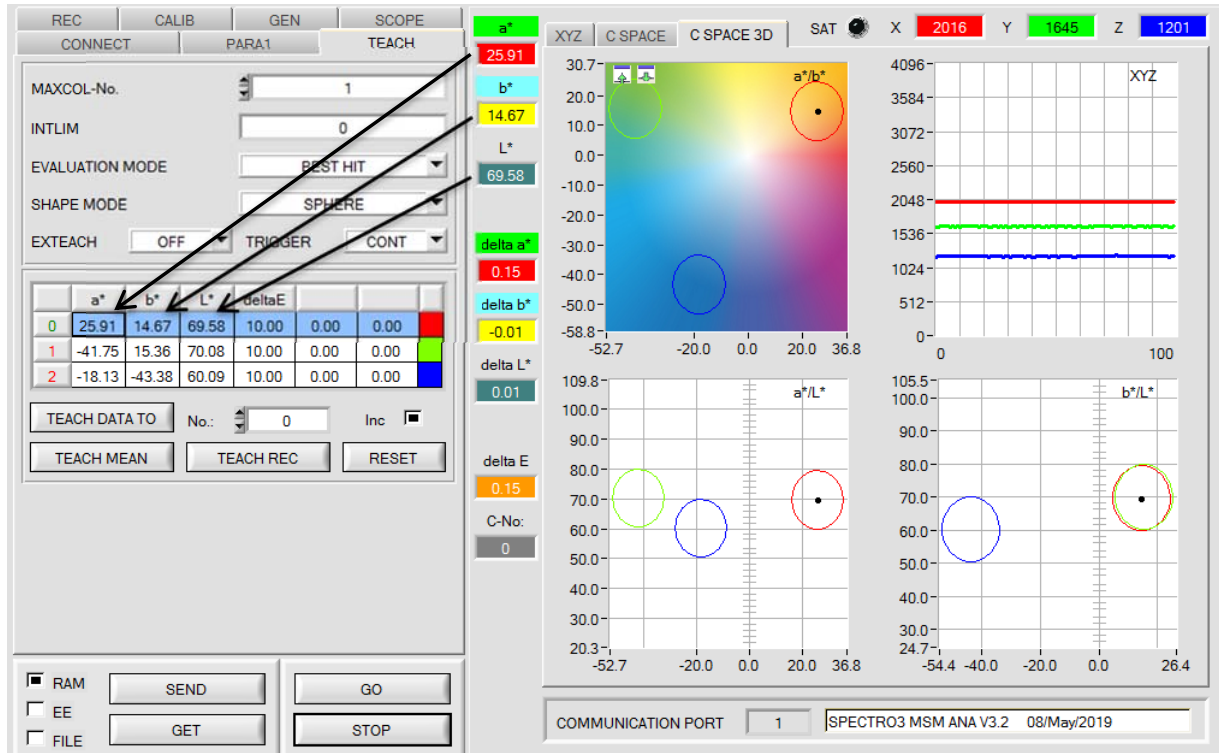 REC CALIB GEN SCOPE
CONNECT PARA1 TEACH
MAXCOL-No. 1
INTLIM 0
EVALUATION MODE BEST HIT
SHAPE MODE SPHERE
EXTEACH OFF TRIGGER CONT
a* b* L* deltaE
0 25.91 14.67 69.58 10.00 0.00 0.00
1 -41.75 15.36 70.08 10.00 0.00 0.00
2 -18.13 -43.38 60.09 10.00 0.00 0.00
TEACH DATA TO No.: 0 Inc
TEACH MEAN TEACH REC RESET
RAM
EE
FILE
SEND
GET
GO
STOP
a*
25.91
b*
14.67
L*
69.58
delta a*
0.15
delta b*
-0.01
delta L*
0.01
delta E
0.15
C-No:
0
XYZ C SPACE C SPACE 3D SAT X 2016 Y 1645 Z 1201
a*/b*
30.7
20.0
10.0
0.0
-10.0
-20.0
-30.0
-40.0
-50.0
-58.8
-52.7 -20.0 0.0 20.0 36.8
XYZ
4096
3584
3072
2560
2048
1536
1024
512
0
0 100
a*/L*
109.8
100.0
90.0
80.0
70.0
60.0
50.0
40.0
30.0
20.3
-52.7 -20.0 0.0 20.0 36.8
b*/L*
105.5
100.0
90.0
80.0
70.0
60.0
50.0
40.0
30.0
24.7
-54.4 -40.0 -20.0 0.0 26.4
COMMUNICATION PORT 1 SPECTRO3 MSM ANA V3.2 08/May/2019